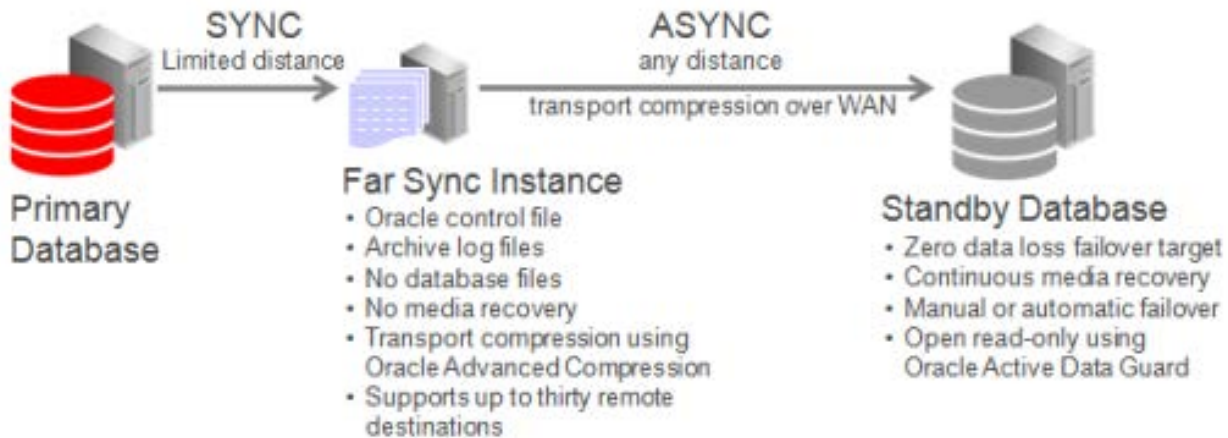 SYNC
Limited distance
ASYNC
any distance
transport compression over WAN
Primary
Database
Far Sync Instance
• Oracle control file
• Archive log files
• No database files
• No media recovery
• Transport compression using
Oracle Advanced Compression
• Supports up to thirty remote
destinations
Standby Database
• Zero data loss failover target
• Continuous media recovery
• Manual or automatic failover
• Open read-only using
Oracle Active Data Guard